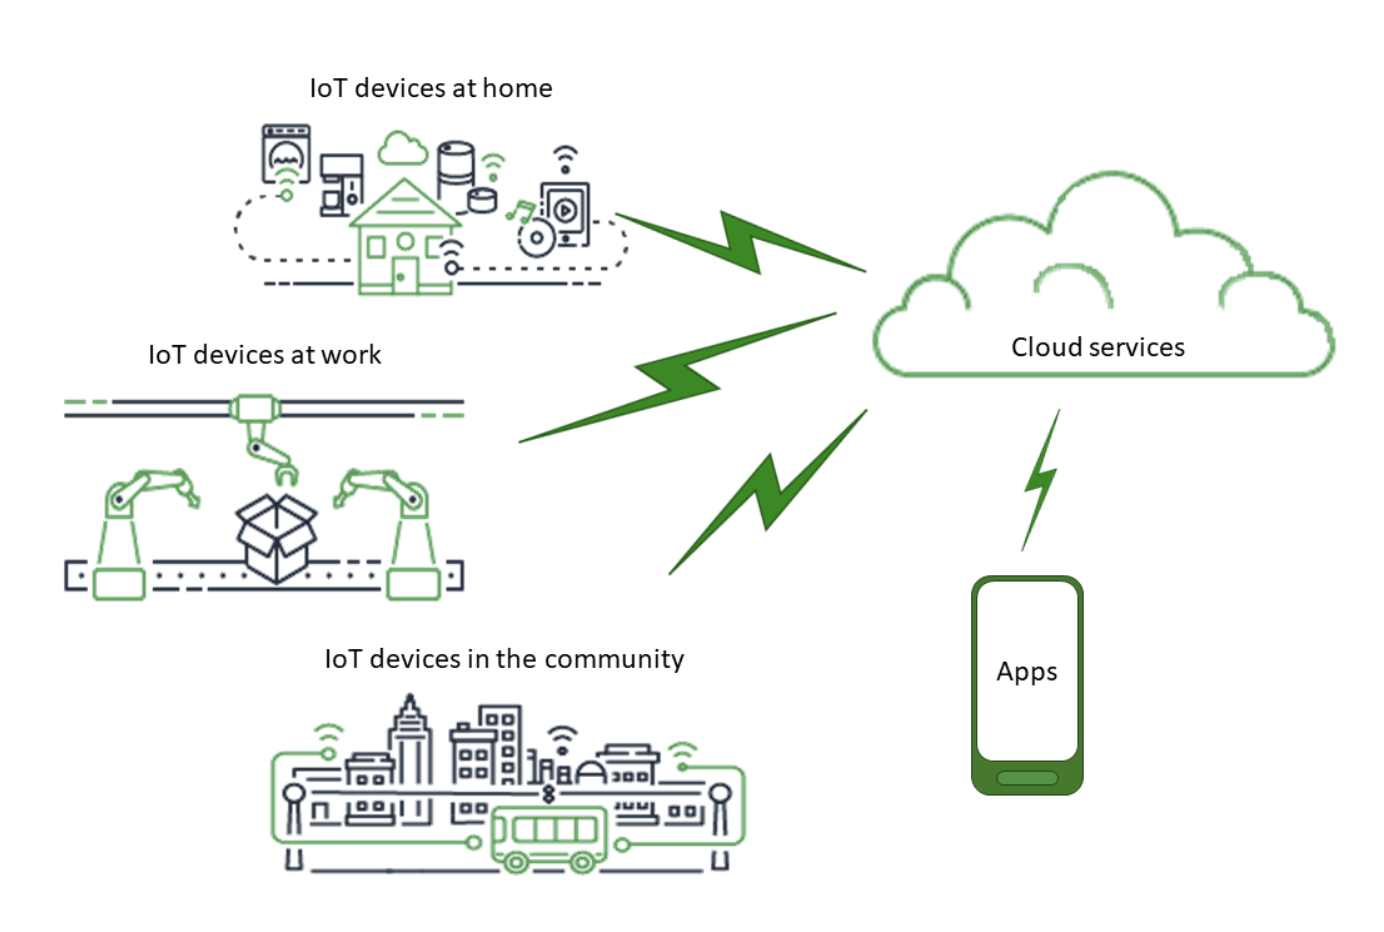 IoT devices at home
IoT devices at work
Cloud services
IoT devices in the community
Apps